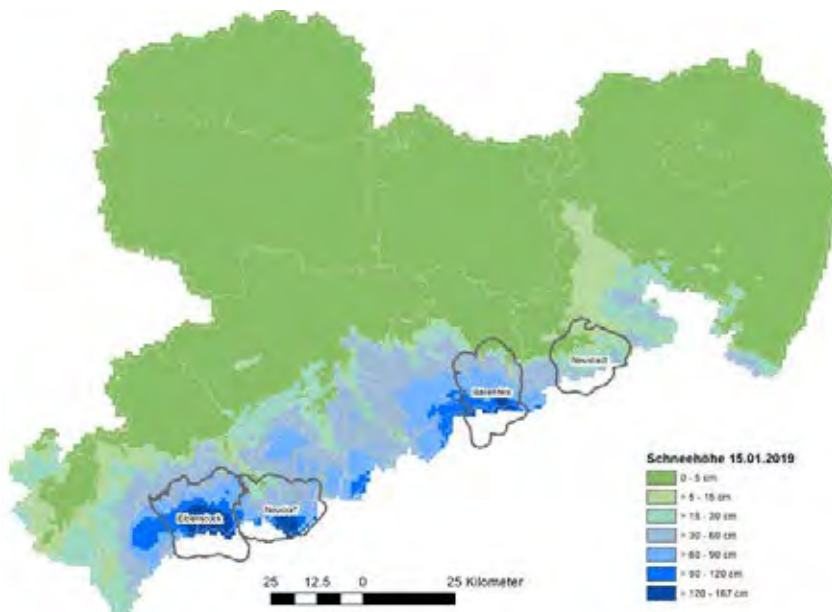 Neustadt
Bärenfels
Eibenstock
Neudorf
Schneehöhe 15.01.2019
0 - 5 cm
> 5 - 15 cm
> 15 - 30 cm
> 30 - 60 cm
> 60 - 90 cm
> 90 - 120 cm
> 120 - 167 cm
25 12.5 0 25 Kilometer